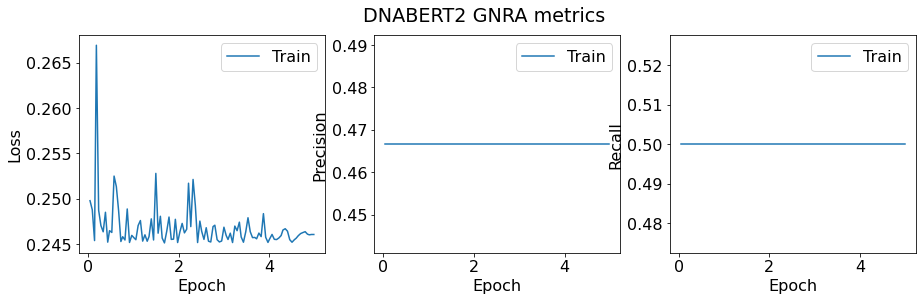 DNABERT2 GNRA metrics
Loss
0.265
0.260
0.255
0.250
0.245
Train
0 2 4
Epoch
Precision
0.49
0.48
0.47
0.46
0.45
Train
0 2 4
Epoch
Recall
0.52
0.51
0.50
0.49
0.48
Train
0 2 4
Epoch